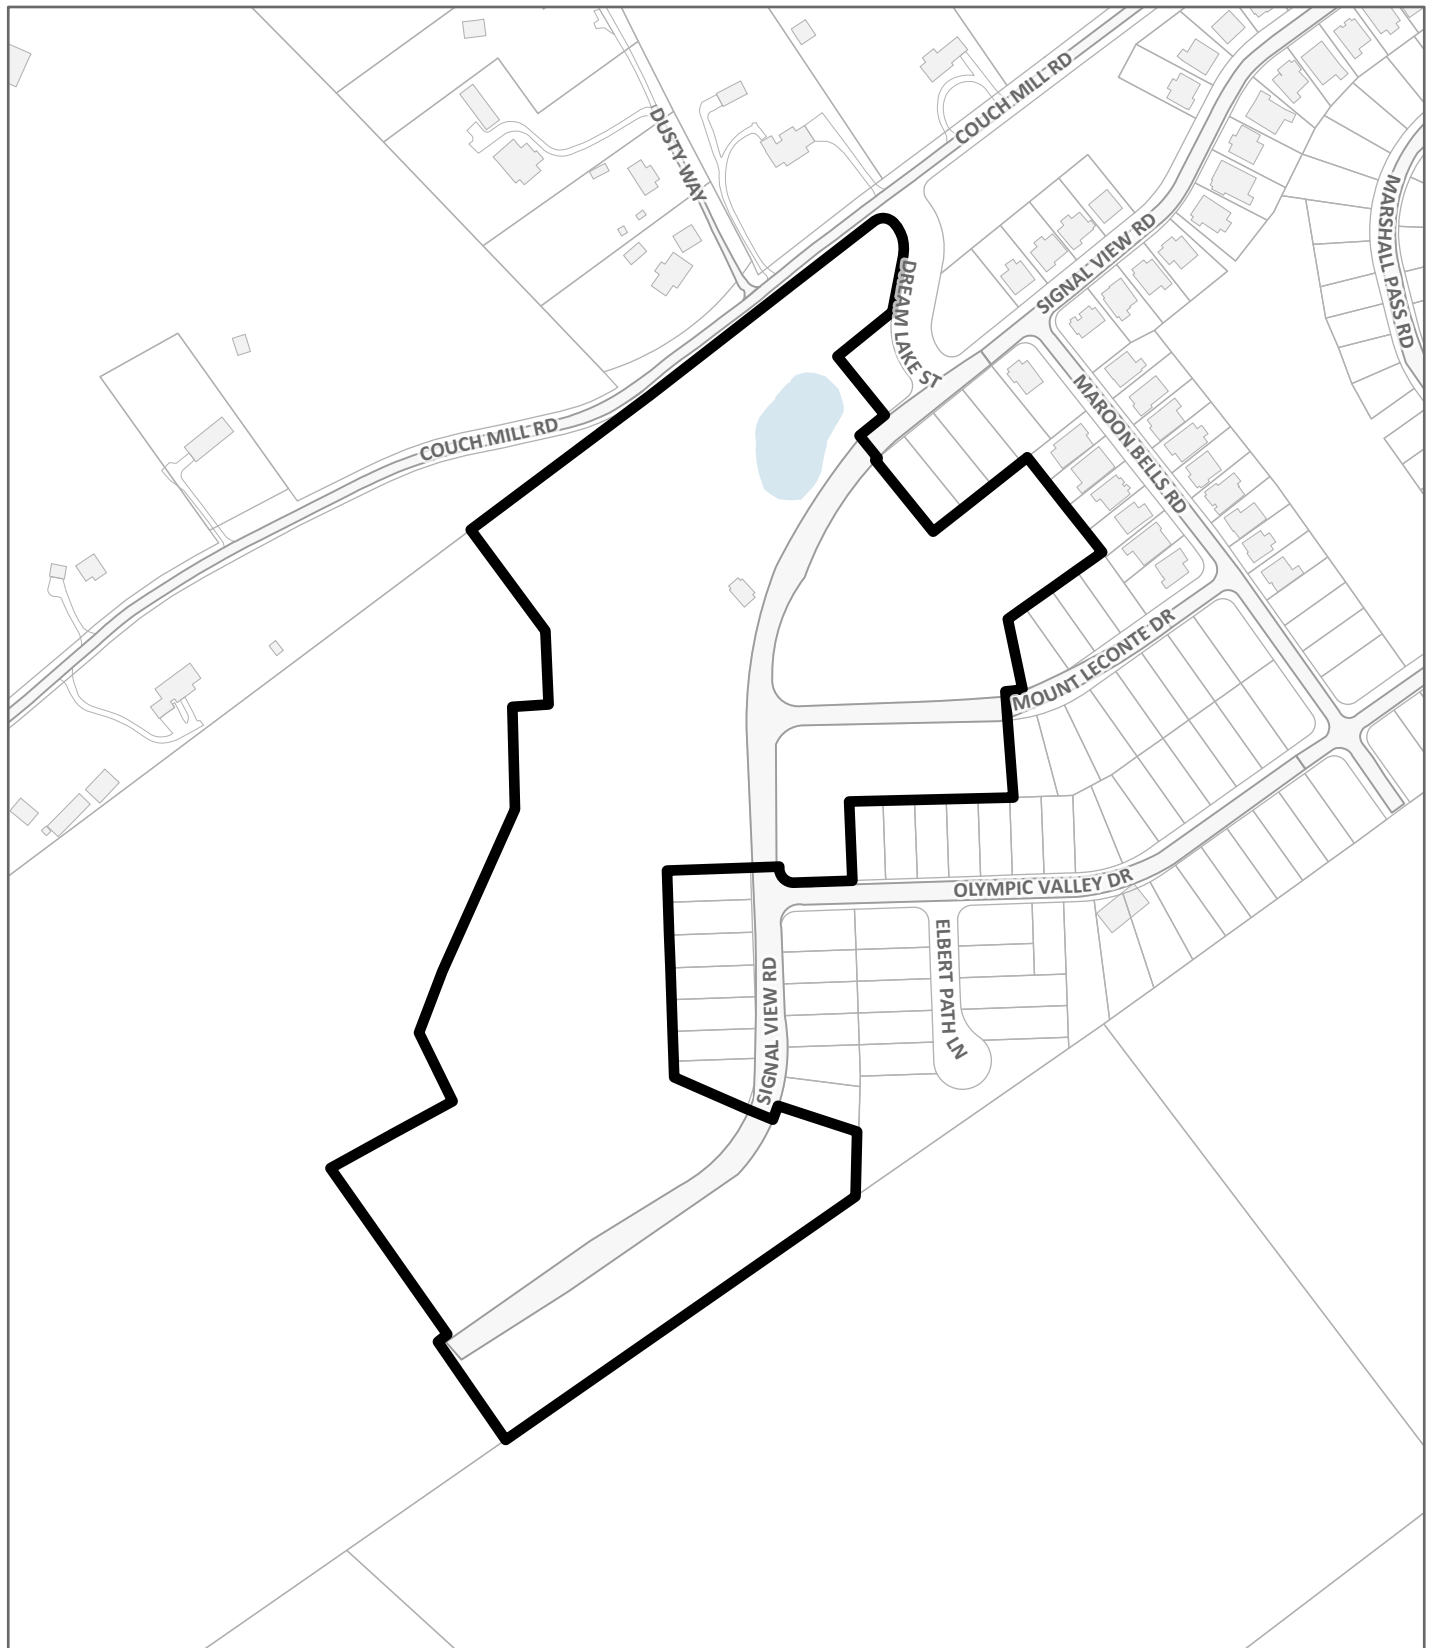 COUCH MILL RD
DUSTY WAY
MARSHALL PASS RD
SIGNAL VIEW RD
DREAM LAKE ST
COUCH MILL RD
MAROON BELLS RD
MOUNT LECONTE DR
OLYMPIC VALLEY DR
ELBERT PATH LN
SIGNAL VIEW RD